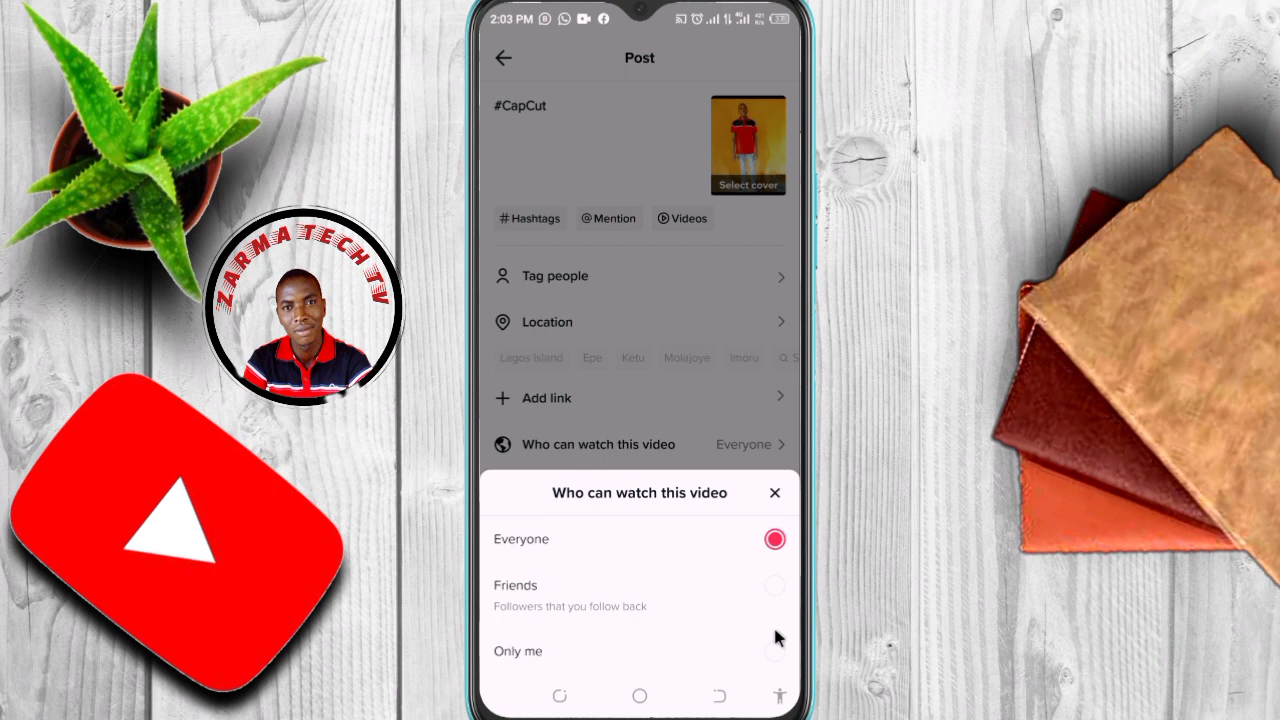 2:03 PM
Post
#CapCut
Select cover
# Hashtags @ Mention Videos
ZARMA TECH TV
Tag people
Location
Lagos Island Epe Ketu Molajoye Imoru S
Add link
Who can watch this video Everyone
Who can watch this video
Everyone
Friends
Followers that you follow back
Only me